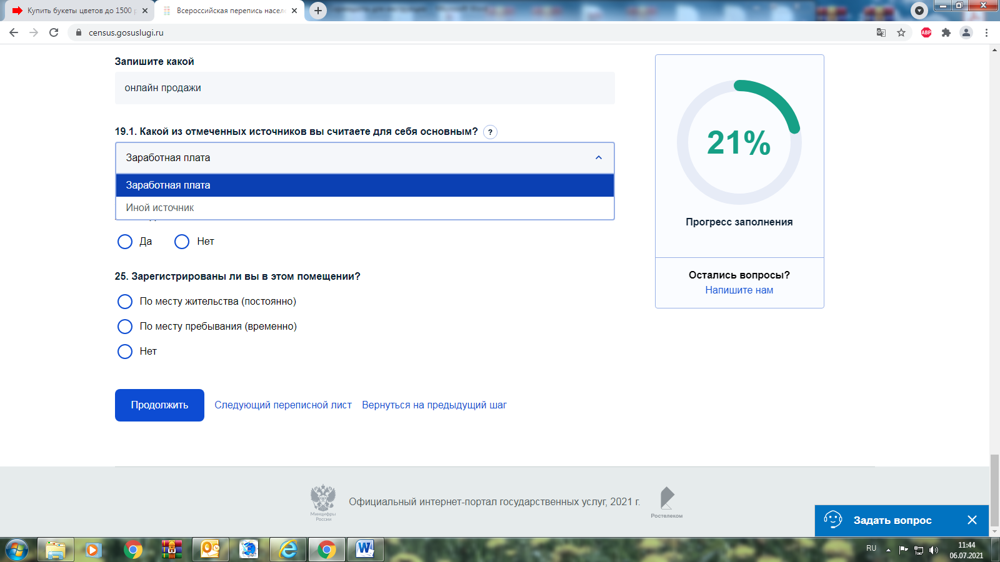 Купить букеты цветов до 1500
Всероссийская перепись насел
census.gosuslugi.ru
ABP
Запишите какой
онлайн продажи
19.1. Какой из отмеченных источников вы считаете для себя основным? ?
Заработная плата
Заработная плата
Иной источник
Да Нет
25. Зарегистрированы ли вы в этом помещении?
По месту жительства (постоянно)
По месту пребывания (временно)
Нет
Продолжить Следующий переписной лист Вернуться на предыдущий шаг
21%
Прогресс заполнения
Остались вопросы?
Напишите нам
Минцифры
России
Официальный интернет-портал государственных услуг, 2021 г.
Ростелеком
Задать вопрос
RU
11:44
06.07.2021